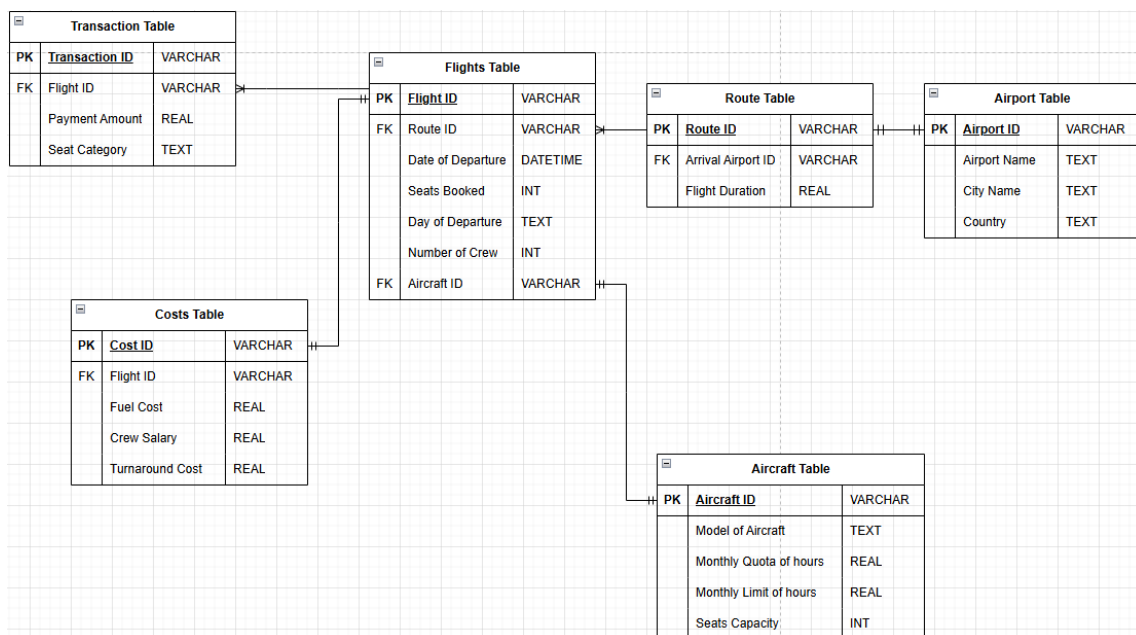 Transaction Table
PK Transaction ID VARCHAR
FK Flight ID VARCHAR
Payment Amount REAL
Seat Category TEXT
Flights Table
PK Flight ID VARCHAR
FK Route ID VARCHAR
Date of Departure DATETIME
Seats Booked INT
Day of Departure TEXT
Number of Crew INT
FK Aircraft ID VARCHAR
Route Table
PK Route ID VARCHAR
FK Arrival Airport ID VARCHAR
Flight Duration REAL
Airport Table
PK Airport ID VARCHAR
Airport Name TEXT
City Name TEXT
Country TEXT
Costs Table
PK Cost ID VARCHAR
FK Flight ID VARCHAR
Fuel Cost REAL
Crew Salary REAL
Turnaround Cost REAL
Aircraft Table
PK Aircraft ID VARCHAR
Model of Aircraft TEXT
Monthly Quota of hours REAL
Monthly Limit of hours REAL
Seats Capacity INT